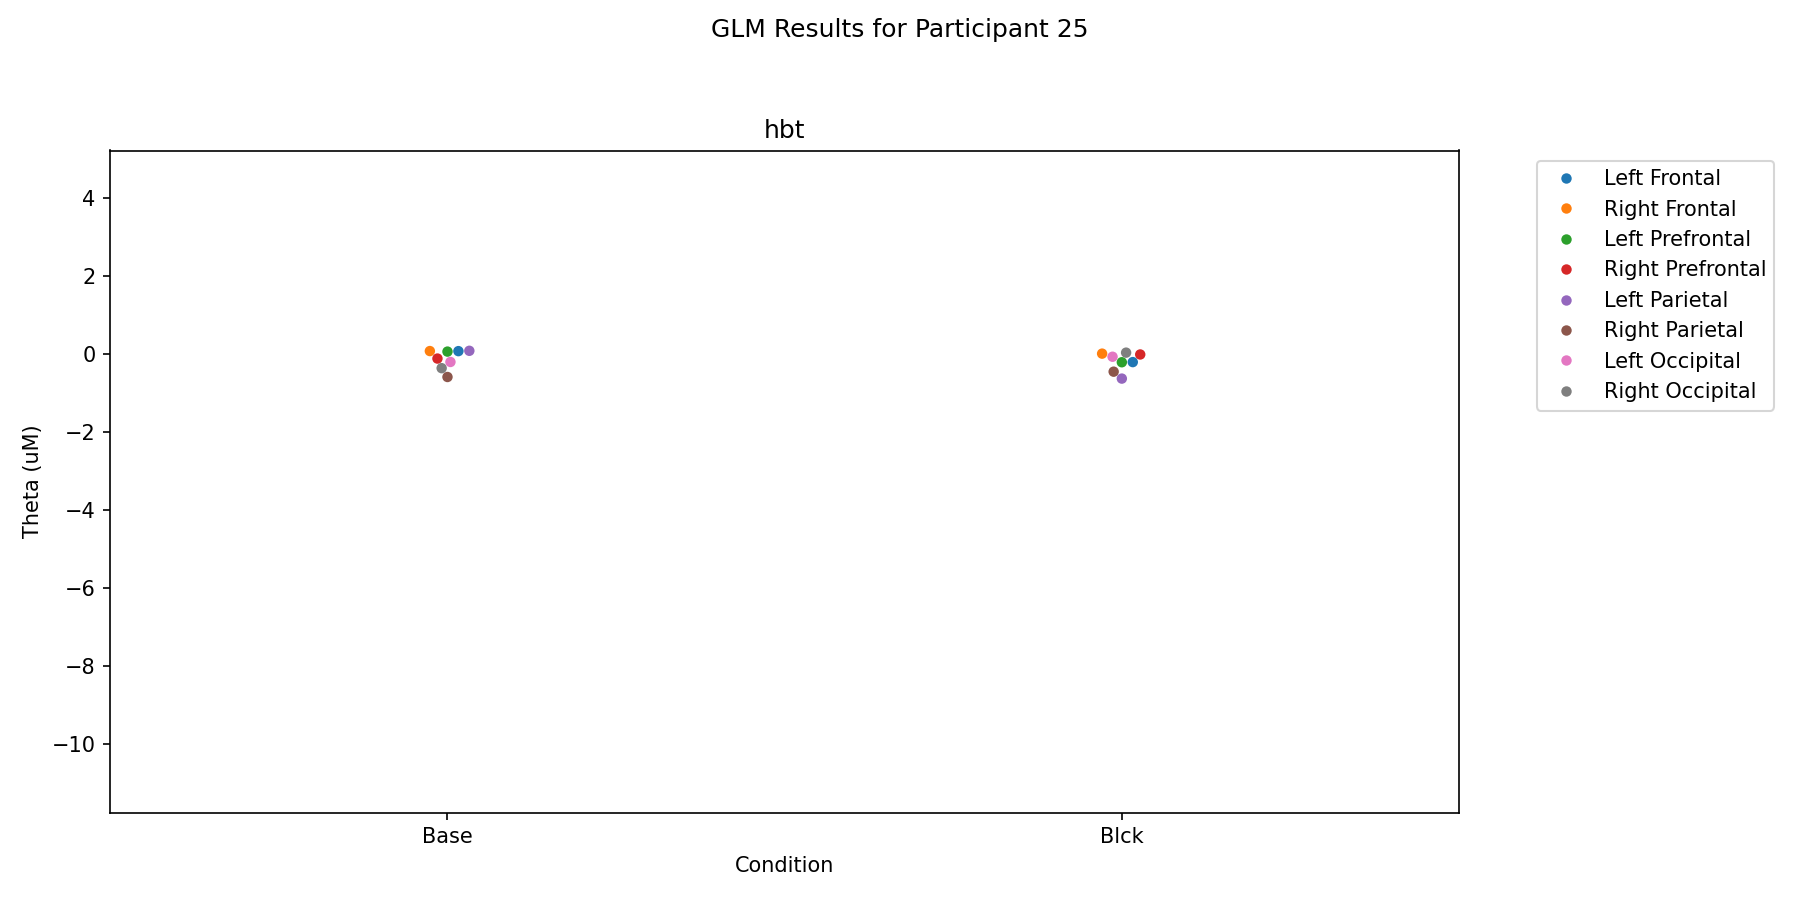 GLM Results for Participant 25
hbt
4
2
0
−2
−4
−6
−8
−10
Theta (uM)
Base
Blck
Condition
Left Frontal
Right Frontal
Left Prefrontal
Right Prefrontal
Left Parietal
Right Parietal
Left Occipital
Right Occipital